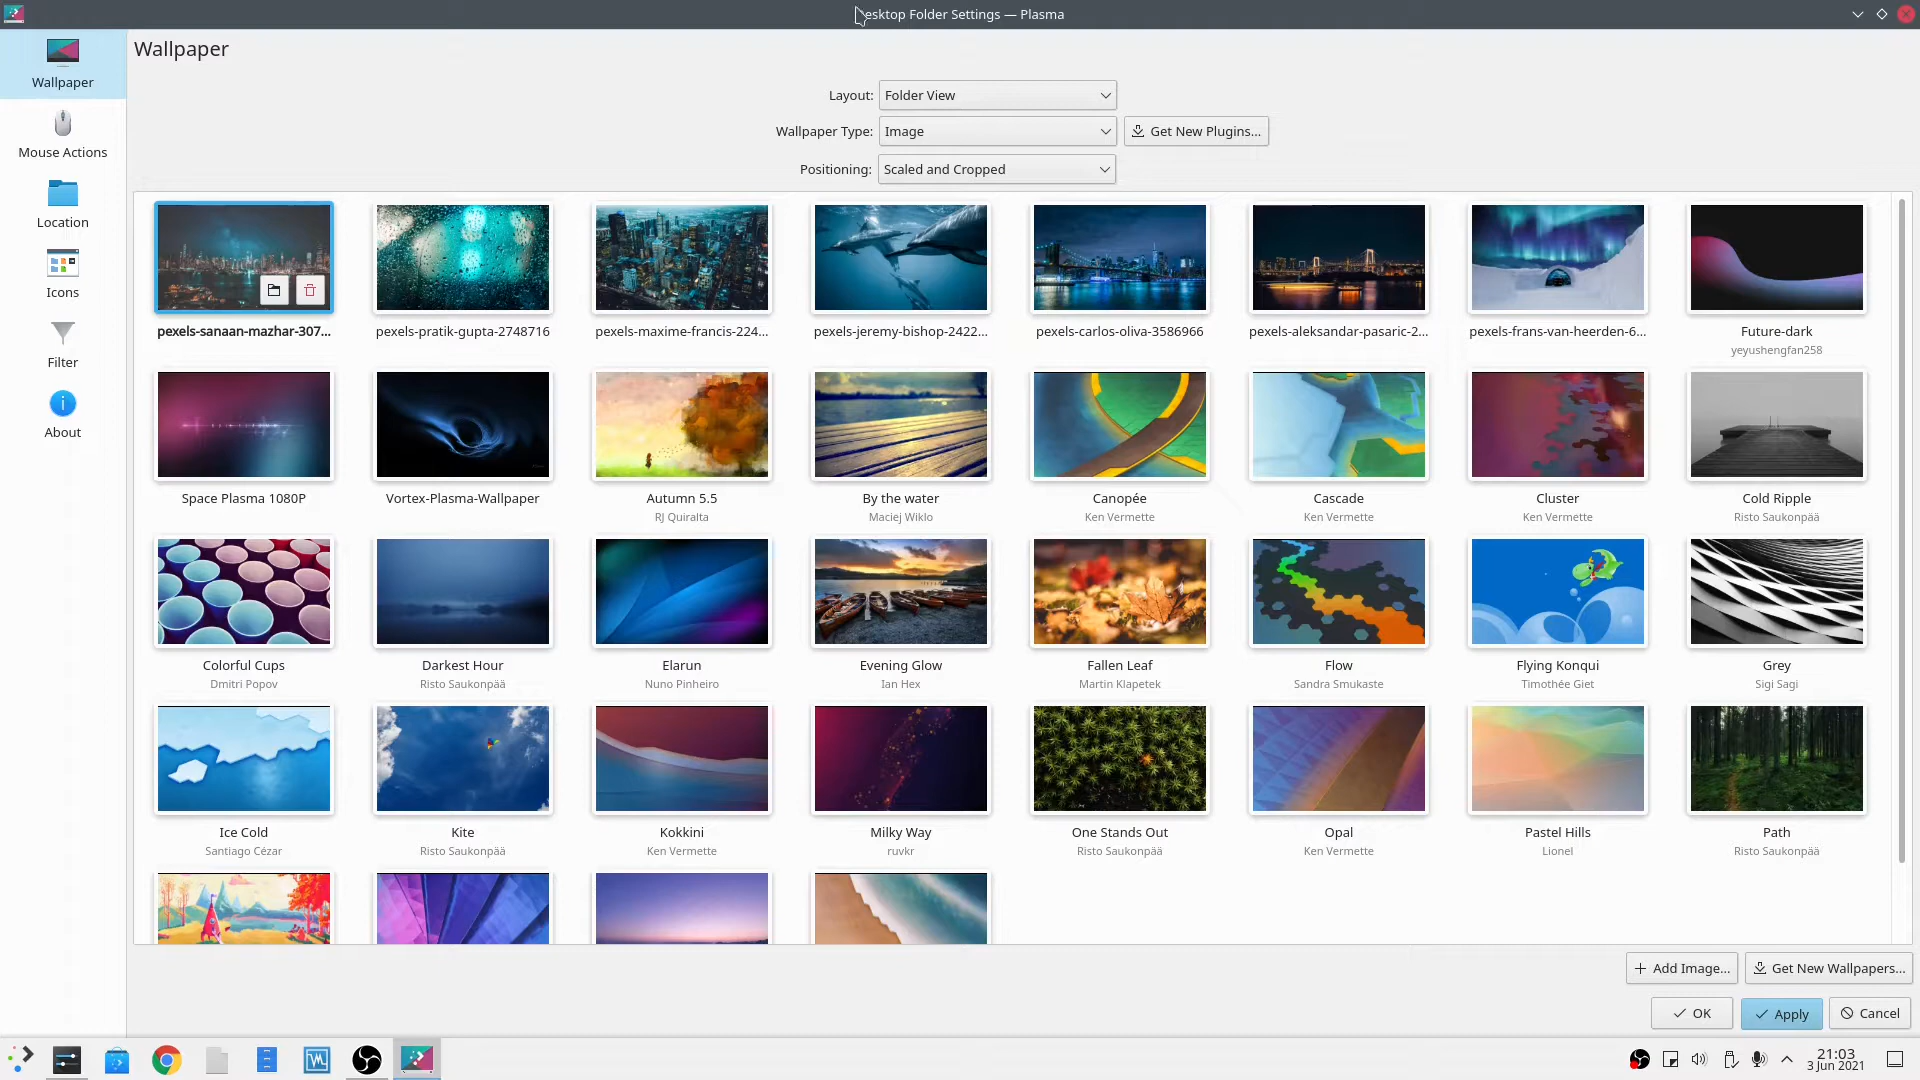 esktop Folder Settings — Plasma
Wallpaper
Wallpaper
Mouse Actions
Location
Icons
Filter
About
Layout: Folder View
Wallpaper Type: Image Get New Plugins...
Positioning: Scaled and Cropped
pexels-sanaan-mazhar-307... pexels-pratik-gupta-2748716 pexels-maxime-francis-224... pexels-jeremy-bishop-2422... pexels-carlos-oliva-3586966 pexels-aleksandar-pasaric-2... pexels-frans-van-heerden-6... Future-dark
yeyushengfan258
Space Plasma 1080P Vortex-Plasma-Wallpaper Autumn 5.5 By the water Canopée Cascade Cluster Cold Ripple
RJ Quiralta Maciej Wiklo Ken Vermette Ken Vermette Ken Vermette Risto Saukonpää
Colorful Cups Darkest Hour Elarun Evening Glow Fallen Leaf Flow Flying Konqui Grey
Dmitri Popov Risto Saukonpää Nuno Pinheiro Ian Hex Martin Klapetek Sandra Smukaste Timothée Giet Sigi Sagi
Ice Cold Kite Kokkini Milky Way One Stands Out Opal Pastel Hills Path
Santiago Cézar Risto Saukonpää Ken Vermette ruvkr Risto Saukonpää Ken Vermette Lionel Risto Saukonpää
Add Image... Get New Wallpapers...
OK Apply Cancel
21:03
3 Jun 2021